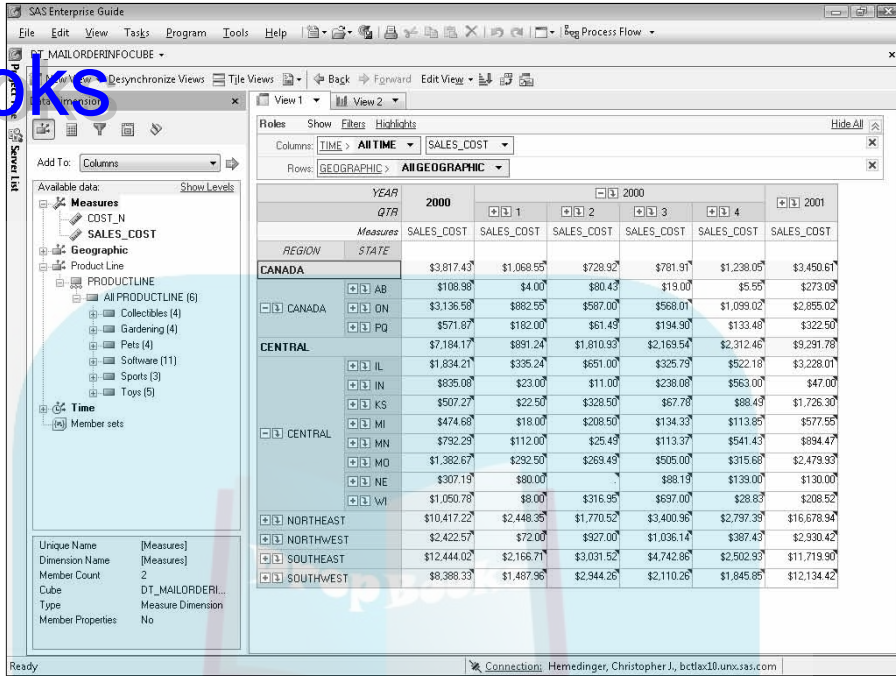 SAS Enterprise Guide
File Edit View Tasks Program Tools Help Process Flow
DT_MAILORDERINFOCUBE
ooks
Desynchronize Views Tile Views Back Forward Edit View
Server List
View 1 View 2
Roles Show Filters Highlights Hide All
Columns: TIME > All TIME SALES_COST
Rows: GEOGRAPHIC > All GEOGRAPHIC
Add To: Columns
Available data: Show Levels
Measures
COST_N
SALES_COST
Geographic
Product Line
PRODUCTLINE
All PRODUCTLINE (6)
Collectibles (4)
Gardening (4)
Pets (4)
Software (11)
Sports (3)
Toys (5)
Time
Member sets
Unique Name [Measures]
Dimension Name [Measures]
Member Count 2
Cube DT_MAILORDERI...
Type Measure Dimension
Member Properties No
YEAR 2000 2000 2001
QTR 1 2 3 4
Measures SALES_COST SALES_COST SALES_COST SALES_COST SALES_COST SALES_COST
REGION STATE
CANADA $3,817.43 $1,068.55 $728.92 $781.91 $1,238.05 $3,450.61
AB $108.98 $4.00 $80.43 $19.00 $5.55 $273.09
CANADA ON $3,136.58 $882.55 $587.00 $568.01 $1,099.02 $2,855.02
PQ $571.87 $182.00 $61.49 $194.90 $133.48 $322.50
CENTRAL $7,184.17 $891.24 $1,810.93 $2,169.54 $2,312.46 $9,291.78
IL $1,834.21 $335.24 $651.00 $325.79 $522.18 $3,228.01
IN $835.08 $23.00 $11.00 $238.08 $563.00 $47.00
KS $507.27 $22.50 $328.50 $67.78 $88.49 $1,726.30
MI $474.68 $18.00 $208.50 $134.33 $113.85 $577.55
CENTRAL MN $792.29 $112.00 $25.49 $113.37 $541.43 $894.47
MO $1,382.67 $292.50 $269.49 $505.00 $315.68 $2,479.93
NE $307.19 $80.00 . $88.19 $139.00 $130.00
WI $1,050.78 $8.00 $316.95 $697.00 $28.83 $208.52
NORTHEAST $10,417.22 $2,448.35 $1,770.52 $3,400.96 $2,797.39 $16,678.94
NORTHWEST $2,422.57 $72.00 $927.00 $1,036.14 $387.43 $2,930.42
SOUTHEAST $12,444.02 $2,166.71 $3,031.52 $4,742.86 $2,502.93 $11,719.90
SOUTHWEST $8,388.33 $1,487.96 $2,944.26 $2,110.26 $1,845.85 $12,134.42
Ready Connection: Hemedinger, Christopher J., bctlax10.unx.sas.com